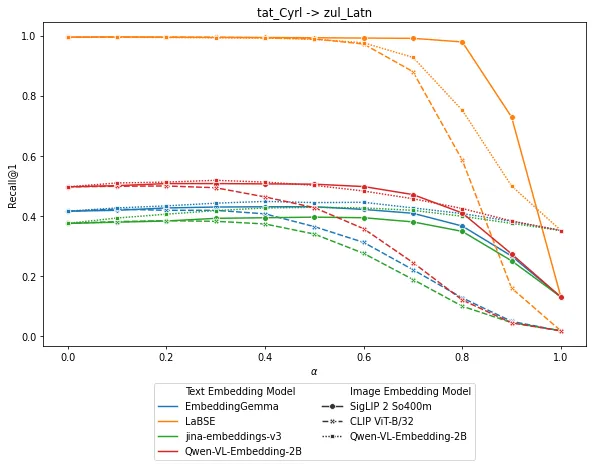 tat_Cyrl -> zul_Latn
Recall@1
1.0
0.8
0.6
0.4
0.2
0.0
0.0 0.2 0.4 0.6 0.8 1.0
α
Text Embedding Model
EmbeddingGemma
LaBSE
jina-embeddings-v3
Qwen-VL-Embedding-2B
Image Embedding Model
SigLIP 2 So400m
CLIP ViT-B/32
Qwen-VL-Embedding-2B